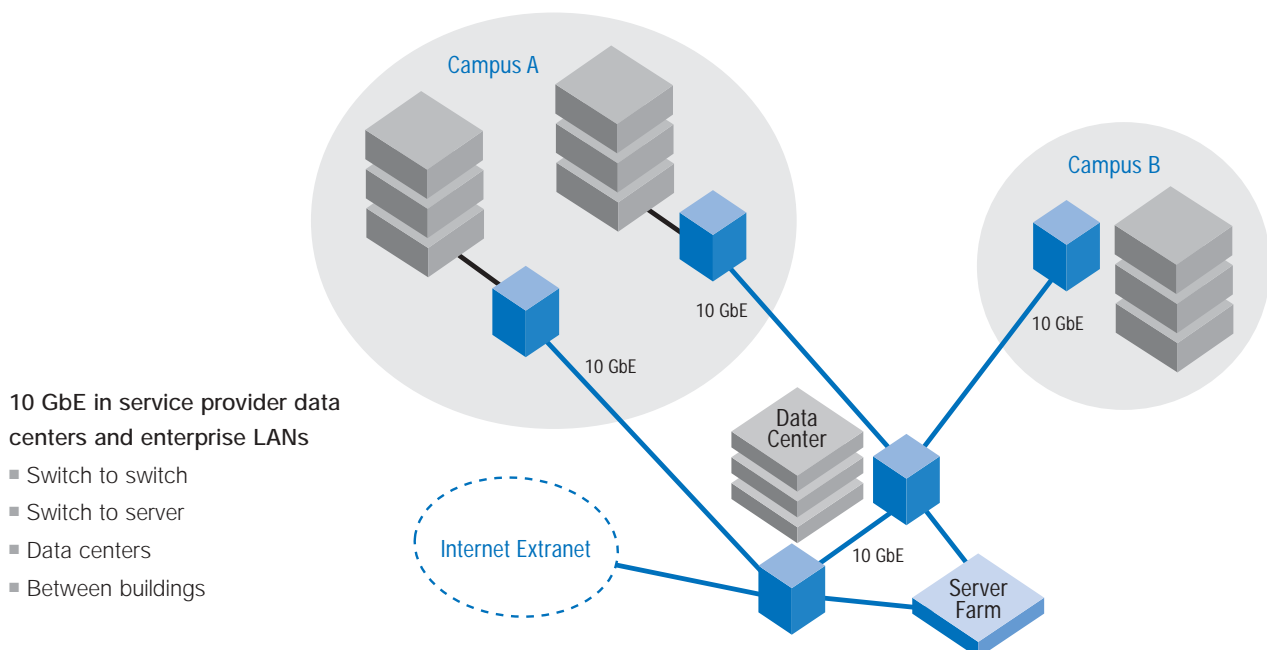 Campus A
Campus B
10 GbE
10 GbE
10 GbE
10 GbE in service provider data
centers and enterprise LANs
▪ Switch to switch
▪ Switch to server
▪ Data centers
▪ Between buildings
Data
Center
Internet Extranet
10 GbE
Server
Farm